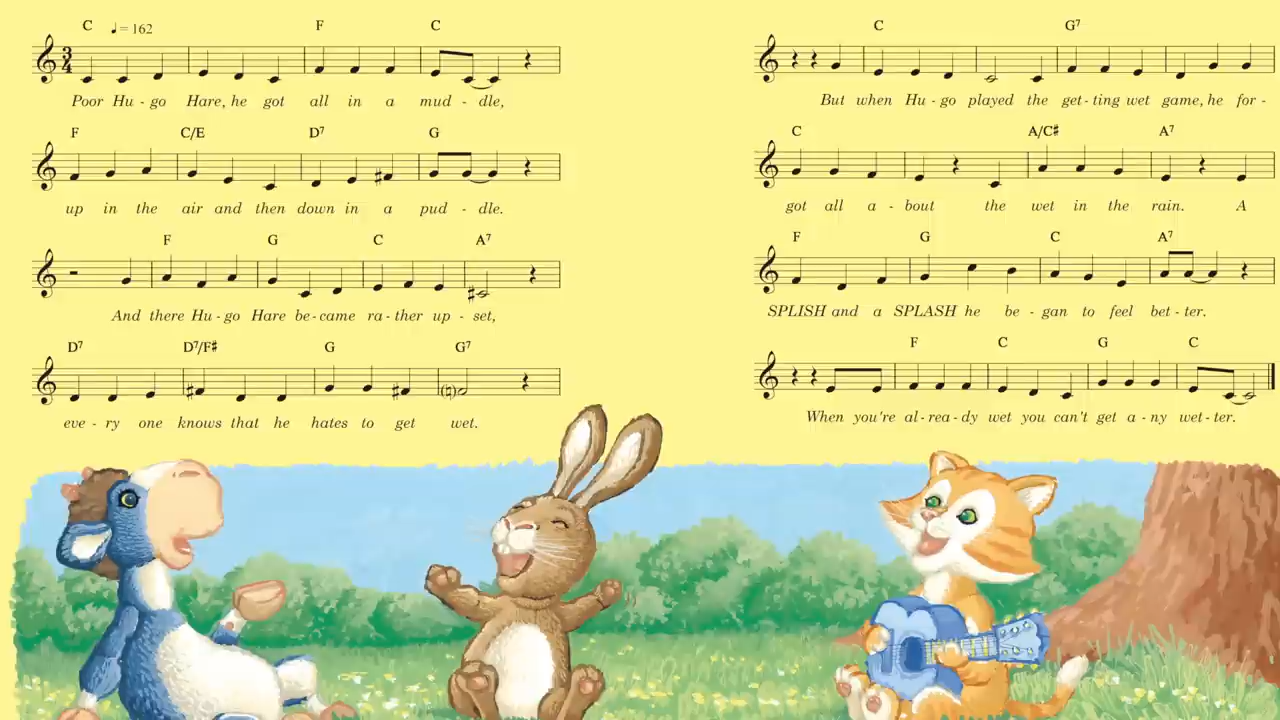 C ♩= 162 F C
3
4
Poor Hu - go Hare, he got all in a mud - dle,
F C/E D7 G
up in the air and then down in a pud - dle.
F G C A7
And there Hu - go Hare be - came ra - ther up - set,
D7 D7/F# G G7
eve - ry one knows that he hates to get wet.
C G7
But when Hu - go played the get - ting wet game, he for -
C A/C# A7
got all a - bout the wet in the rain. A
F G C A7
SPLISH and a SPLASH he be - gan to feel bet - ter.
F C G C
When you're al - rea - dy wet you can't get a - ny wet - ter.